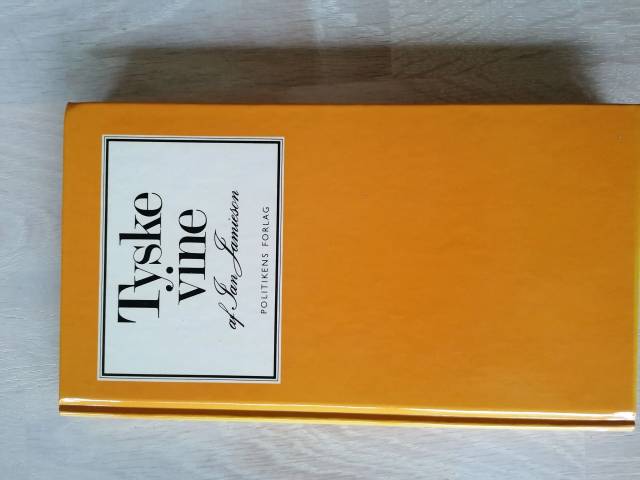 Tyske
vine
af Ian Jamieson
POLITIKENS FORLAG